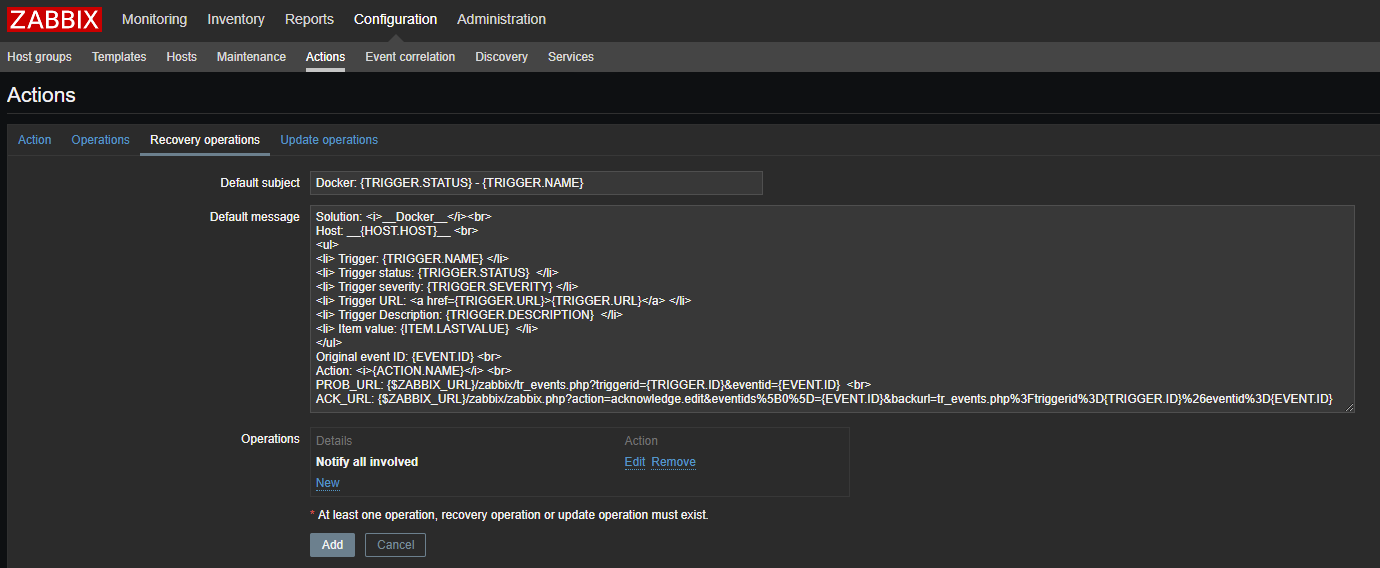 ZABBIX Monitoring Inventory Reports Configuration Administration
Host groups Templates Hosts Maintenance Actions Event correlation Discovery Services
Actions
Action Operations Recovery operations Update operations
Default subject Docker: {TRIGGER.STATUS} - {TRIGGER.NAME}
Default message Solution: <i>__Docker__</i><br>
Host: __{HOST.HOST}__ <br>
<ul>
<li> Trigger: {TRIGGER.NAME} </li>
<li> Trigger status: {TRIGGER.STATUS}  </li>
<li> Trigger severity: {TRIGGER.SEVERITY} </li>
<li> Trigger URL: <a href={TRIGGER.URL}>{TRIGGER.URL}</a> </li>
<li> Trigger Description: {TRIGGER.DESCRIPTION}  </li>
<li> Item value: {ITEM.LASTVALUE}  </li>
</ul>
Original event ID: {EVENT.ID} <br>
Action: <i>{ACTION.NAME}</i> <br>
PROB_URL: {$ZABBIX_URL}/zabbix/tr_events.php?triggerid={TRIGGER.ID}&eventid={EVENT.ID}  <br>
ACK_URL: {$ZABBIX_URL}/zabbix/zabbix.php?action=acknowledge.edit&eventids%5B0%5D={EVENT.ID}&backurl=tr_events.php%3Ftriggerid%3D{TRIGGER.ID}%26eventid%3D{EVENT.ID}
Operations Details Action
Notify all involved Edit Remove
New
* At least one operation, recovery operation or update operation must exist.
Add Cancel